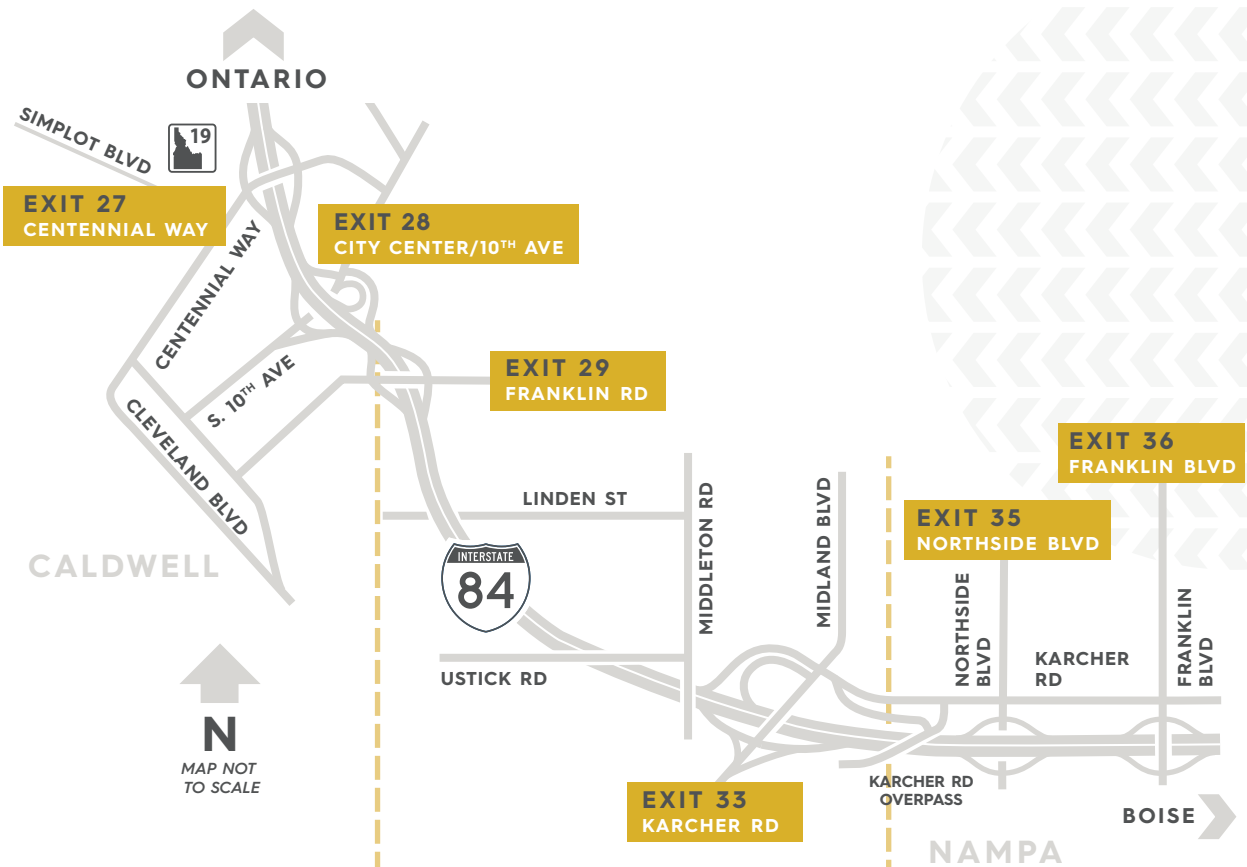 ONTARIO
SIMPLOT BLVD
19
EXIT 27
CENTENNIAL WAY
EXIT 28
CITY CENTER/10TH AVE
CENTENNIAL WAY
S. 10TH AVE
EXIT 29
FRANKLIN RD
CLEVELAND BLVD
EXIT 36
FRANKLIN BLVD
LINDEN ST
MIDDLETON RD
MIDLAND BLVD
EXIT 35
NORTHSIDE BLVD
CALDWELL
INTERSTATE
84
NORTHSIDE
BLVD
KARCHER
RD
FRANKLIN
BLVD
USTICK RD
N
MAP NOT
TO SCALE
EXIT 33
KARCHER RD
KARCHER RD
OVERPASS
BOISE
NAMPA